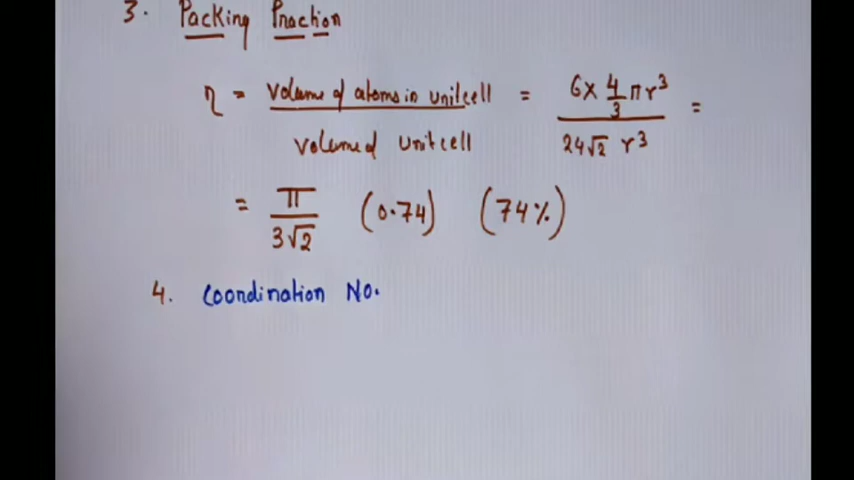 3. Packing Fraction
η = volume of atoms in unitcell / volume of unitcell = 6 × 4/3 πr³ / 24√2 r³ =
= π / 3√2 (0.74) (74%)
4. Coordination No.